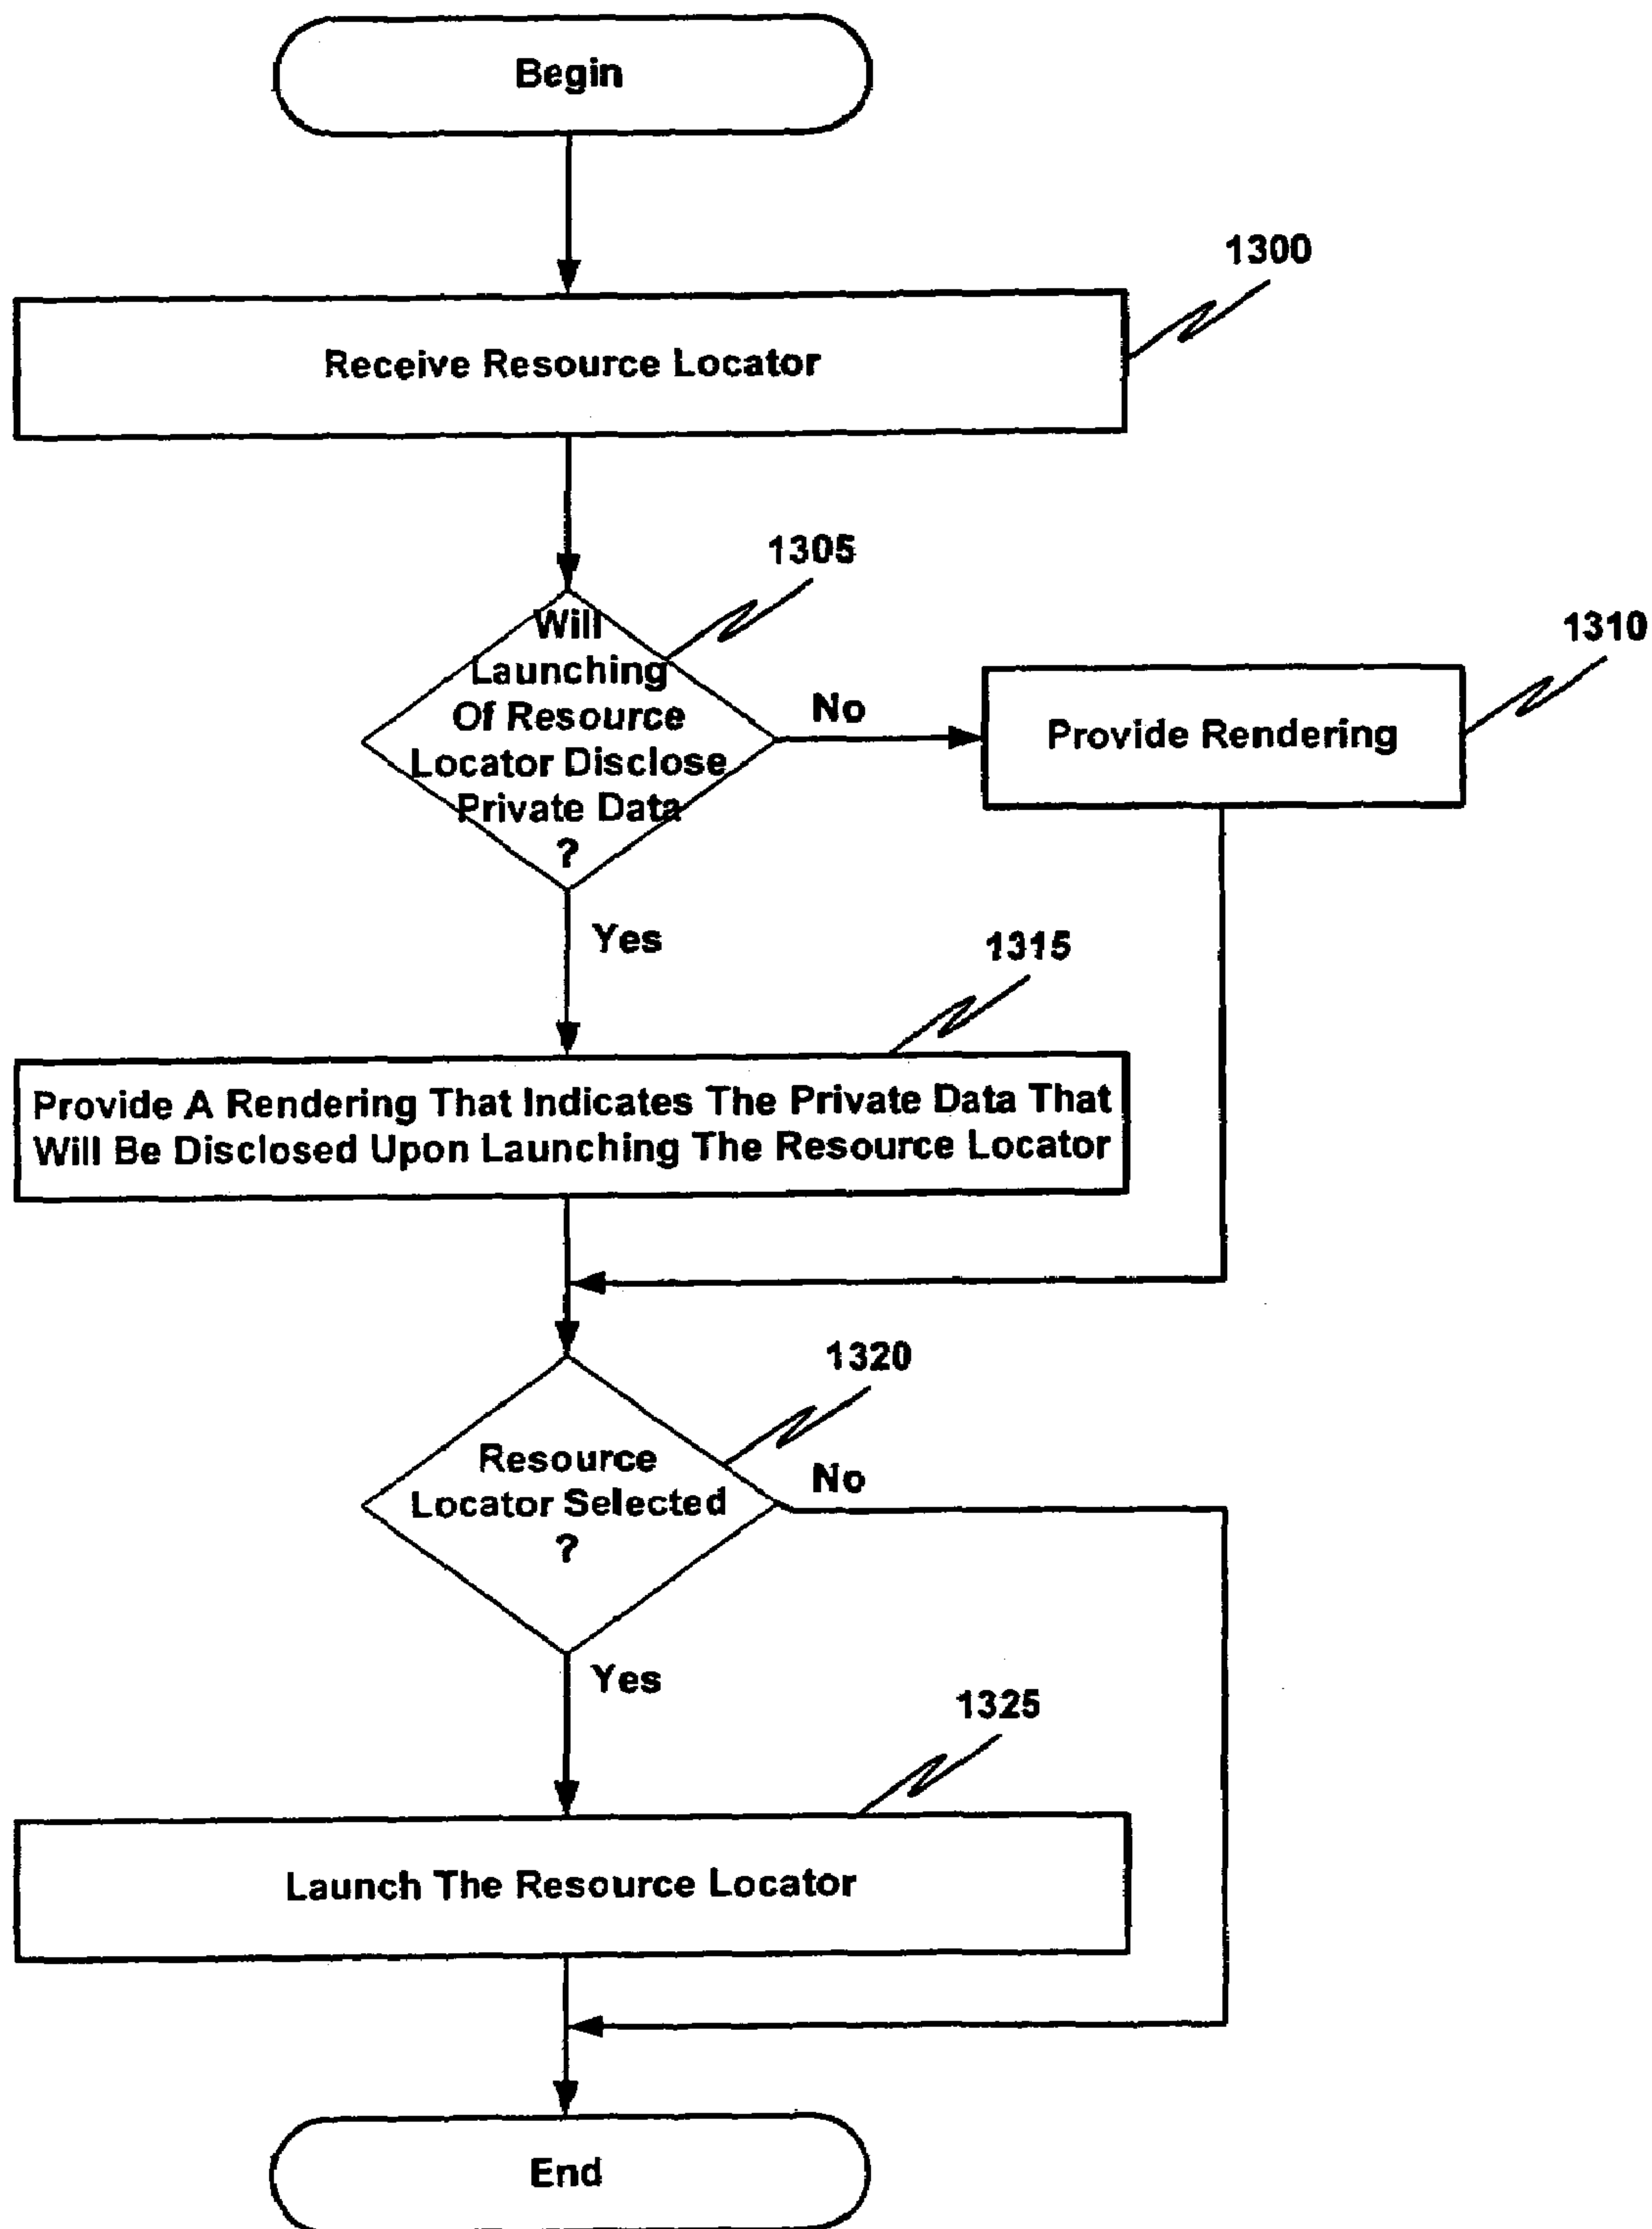 Begin
1300
Receive Resource Locator
1305
Will
Launching
Of Resource
Locator Disclose
Private Data
?
No
1310
Provide Rendering
Yes
1315
Provide A Rendering That Indicates The Private Data That
Will Be Disclosed Upon Launching The Resource Locator
1320
Resource
Locator Selected
?
No
Yes
1325
Launch The Resource Locator
End